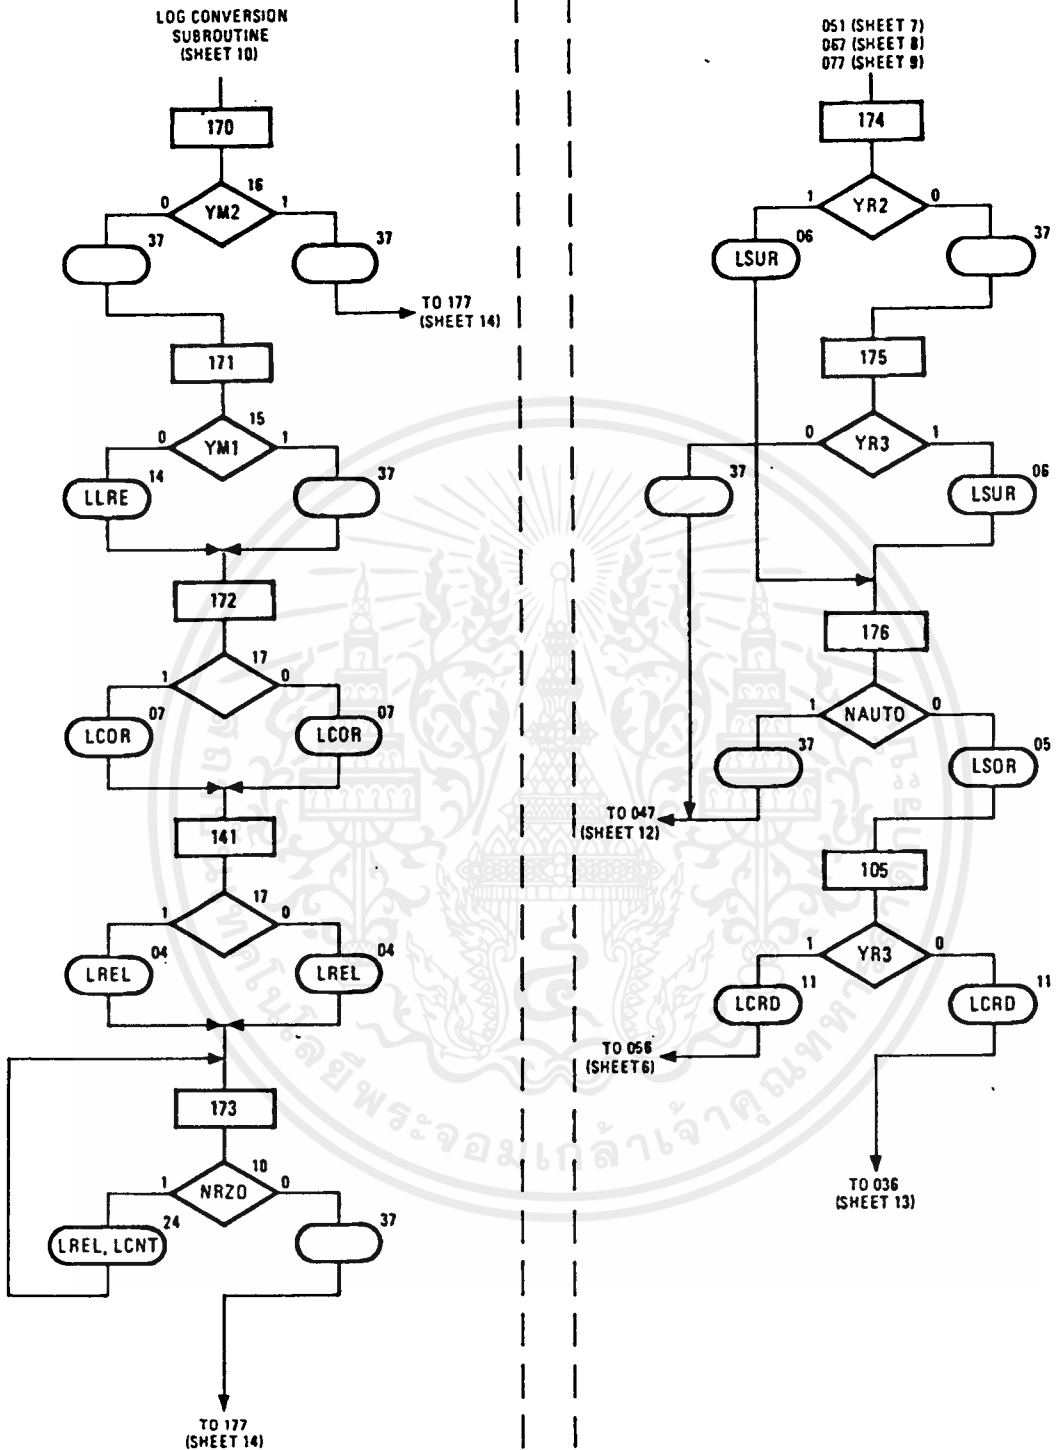 LOG CONVERSION
SUBROUTINE
(SHEET 10)
170
16
0 YM2 1
37
37
TO 177
(SHEET 14)
171
15
0 YM1 1
14
LLRE
37
172
17
1 0
07
LCOR
07
LCOR
141
17
1 0
04
LREL
04
LREL
173
10
1 NRZD 0
24
LREL, LCNT
37
TO 177
(SHEET 14)
051 (SHEET 7)
067 (SHEET 8)
077 (SHEET 9)
174
1 YR2 0
06
LSUR
37
175
0 YR3 1
37
06
LSUR
176
1 NAUTO 0
37
05
LSOR
TO 047
(SHEET 12)
105
1 YR3 0
11
LCRD
11
LCRD
TO 056
(SHEET 6)
TO 036
(SHEET 13)